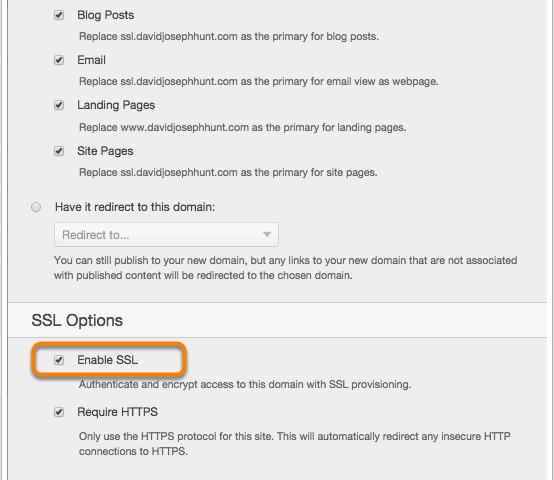 Blog Posts
Replace ssl.davidjosephhunt.com as the primary for blog posts.
Email
Replace ssl.davidjosephhunt.com as the primary for email view as webpage.
Landing Pages
Replace www.davidjosephhunt.com as the primary for landing pages.
Site Pages
Replace ssl.davidjosephhunt.com as the primary for site pages.
Have it redirect to this domain:
Redirect to...
You can still publish to your new domain, but any links to your new domain that are not associated
with published content will be redirected to the chosen domain.
SSL Options
Enable SSL
Authenticate and encrypt access to this domain with SSL provisioning.
Require HTTPS
Only use the HTTPS protocol for this site. This will automatically redirect any insecure HTTP
connections to HTTPS.